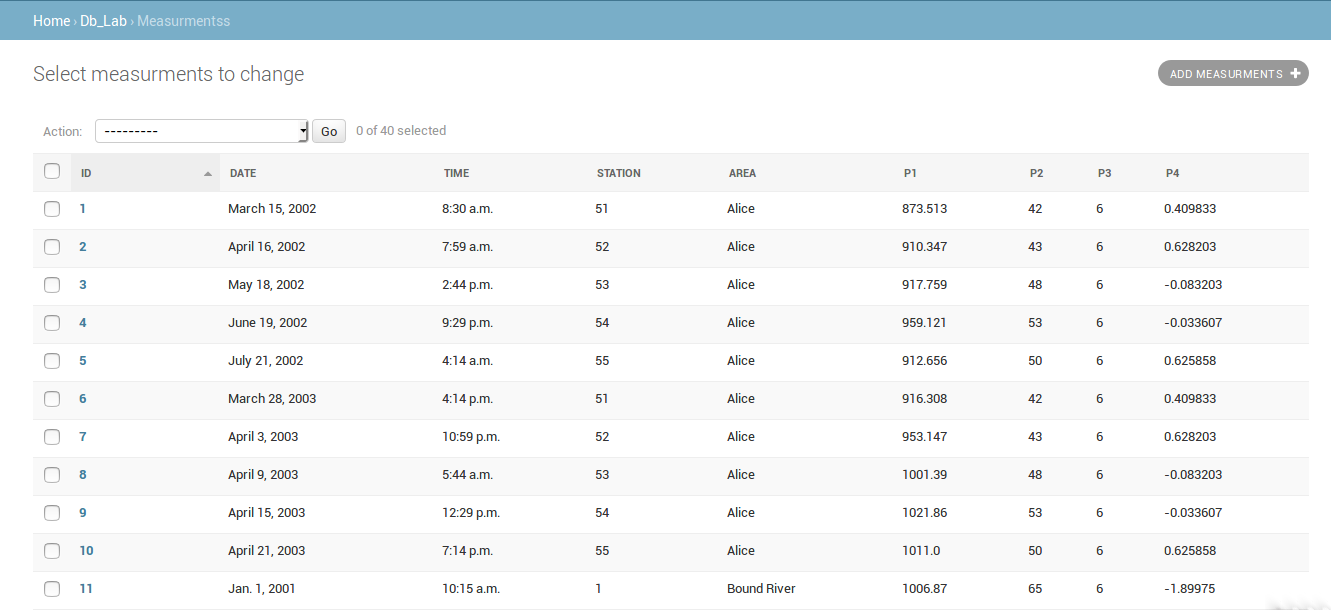 Home › Db_Lab › Measurmentss
Select measurments to change
ADD MEASURMENTS +
Action: --------- Go 0 of 40 selected
ID DATE TIME STATION AREA P1 P2 P3 P4
1 March 15, 2002 8:30 a.m. 51 Alice 873.513 42 6 0.409833
2 April 16, 2002 7:59 a.m. 52 Alice 910.347 43 6 0.628203
3 May 18, 2002 2:44 p.m. 53 Alice 917.759 48 6 -0.083203
4 June 19, 2002 9:29 p.m. 54 Alice 959.121 53 6 -0.033607
5 July 21, 2002 4:14 a.m. 55 Alice 912.656 50 6 0.625858
6 March 28, 2003 4:14 p.m. 51 Alice 916.308 42 6 0.409833
7 April 3, 2003 10:59 p.m. 52 Alice 953.147 43 6 0.628203
8 April 9, 2003 5:44 a.m. 53 Alice 1001.39 48 6 -0.083203
9 April 15, 2003 12:29 p.m. 54 Alice 1021.86 53 6 -0.033607
10 April 21, 2003 7:14 p.m. 55 Alice 1011.0 50 6 0.625858
11 Jan. 1, 2001 10:15 a.m. 1 Bound River 1006.87 65 6 -1.89975